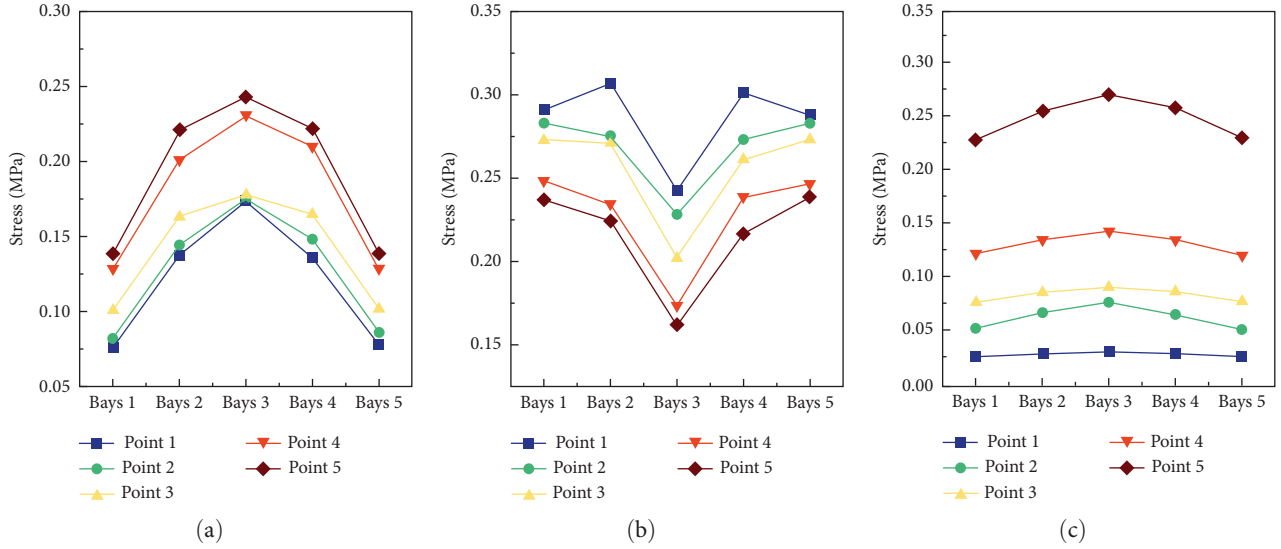 Stress (MPa)
0.30
0.25
0.20
0.15
0.10
0.05
Bays 1 Bays 2 Bays 3 Bays 4 Bays 5
Point 1 Point 4
Point 2 Point 5
Point 3
(a)
Stress (MPa)
0.35
0.30
0.25
0.20
0.15
Bays 1 Bays 2 Bays 3 Bays 4 Bays 5
Point 1 Point 4
Point 2 Point 5
Point 3
(b)
Stress (MPa)
0.35
0.30
0.25
0.20
0.15
0.10
0.05
0.00
Bays 1 Bays 2 Bays 3 Bays 4 Bays 5
Point 1 Point 4
Point 2 Point 5
Point 3
(c)